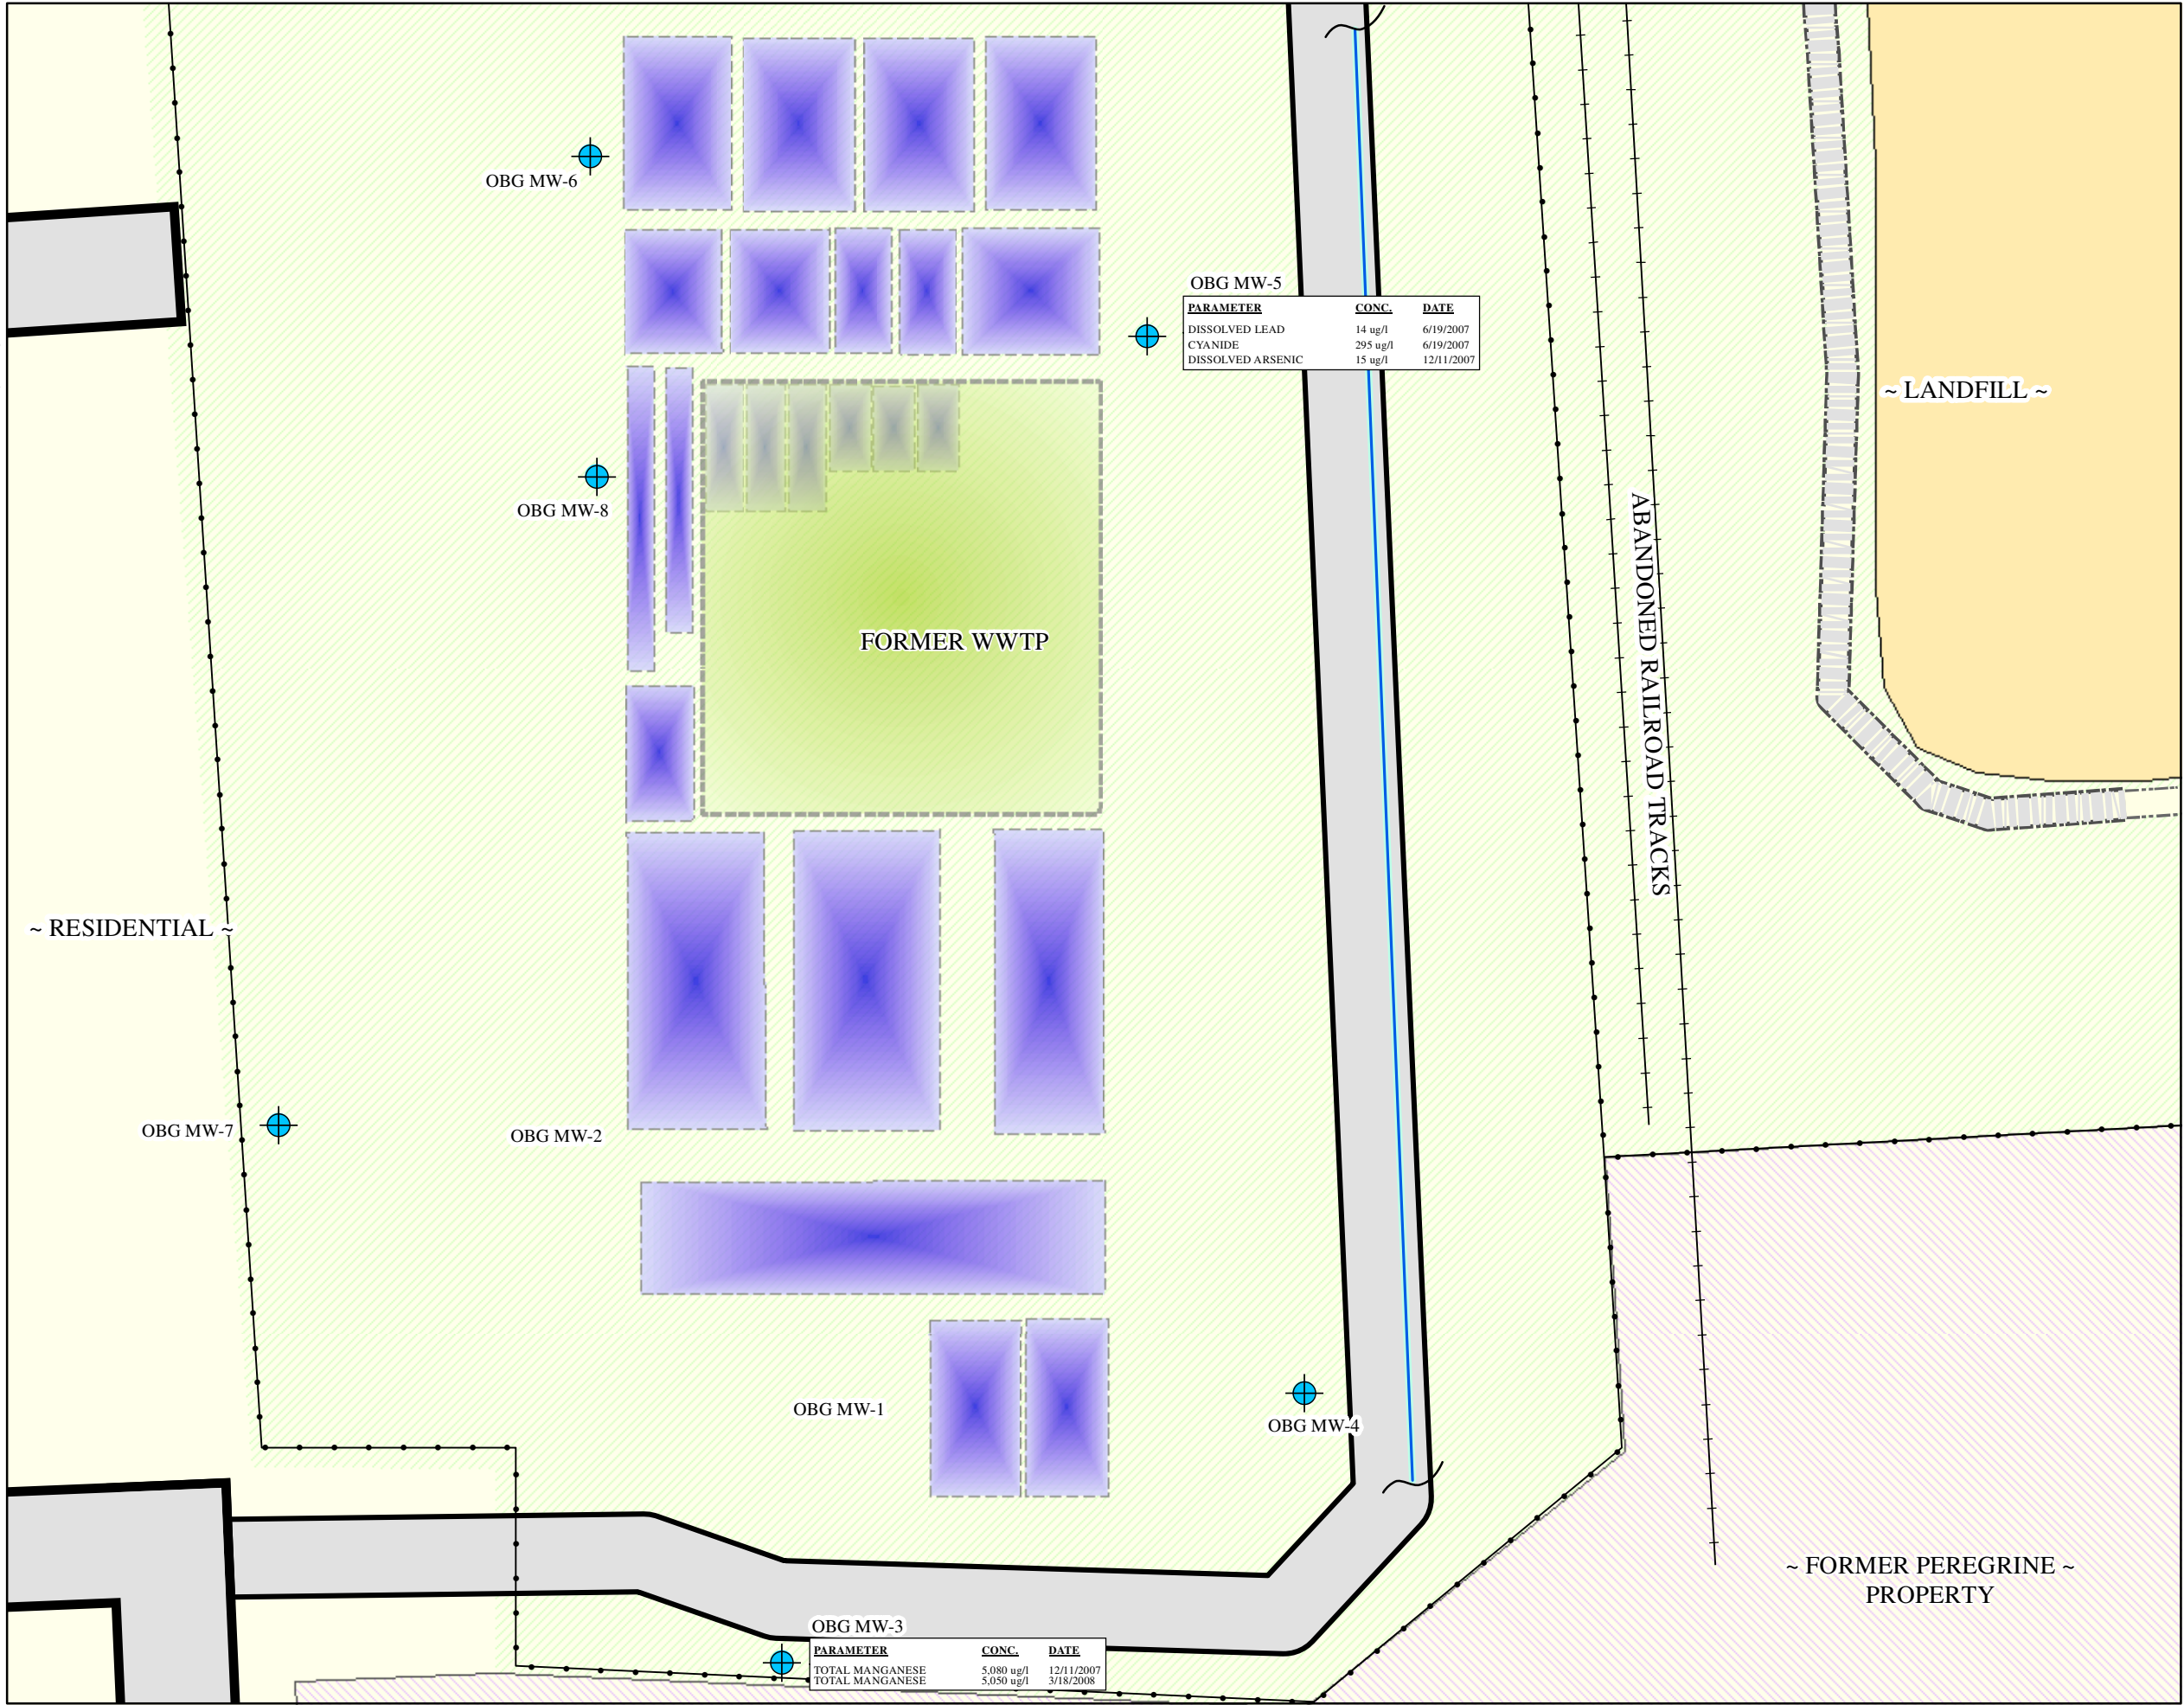 OBG MW-6
OBG MW-5
PARAMETER CONC. DATE
DISSOLVED LEAD 14 ug/l 6/19/2007
CYANIDE 295 ug/l 6/19/2007
DISSOLVED ARSENIC 15 ug/l 12/11/2007
~ LANDFILL ~
OBG MW-8
ABANDONED RAILROAD TRACKS
FORMER WWTP
~ RESIDENTIAL ~
OBG MW-7
OBG MW-2
OBG MW-1
OBG MW-4
~ FORMER PEREGRINE ~
PROPERTY
OBG MW-3
PARAMETER CONC. DATE
TOTAL MANGANESE 5,080 ug/l 12/11/2007
TOTAL MANGANESE 5,050 ug/l 3/18/2008